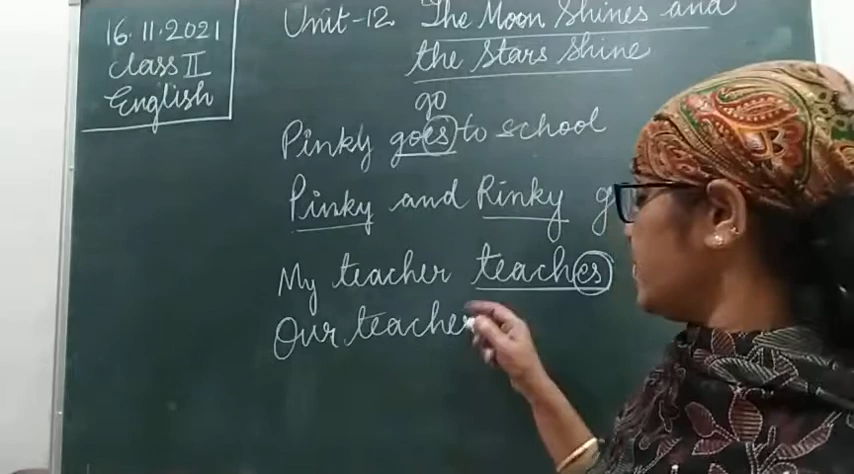 16.11.2021
Class II
English
Unit-12 The Moon Shines and
the Stars shine
go
Pinky goes to school
Pinky and Rinky g
My teacher teaches
Our teacher